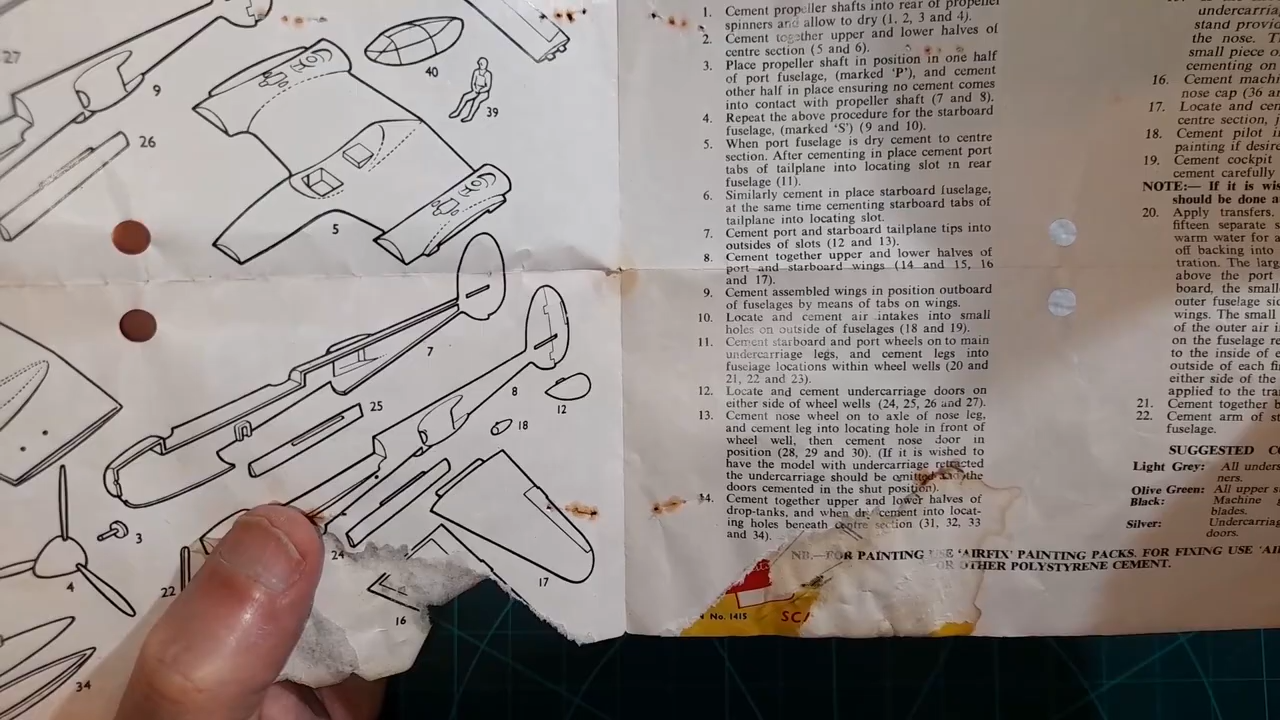 27
9
26
40
39
5
7
8
12
25
18
3
4
24
22
17
16
34
1. Cement propeller shafts into rear of propeller
spinners and allow to dry (1, 2, 3 and 4).
2. Cement together upper and lower halves of
centre section (5 and 6).
3. Place propeller shaft in position in one half
of port fuselage, (marked 'P'), and cement
other half in place ensuring no cement comes
into contact with propeller shaft (7 and 8).
4. Repeat the above procedure for the starboard
fuselage, (marked 'S') (9 and 10).
5. When port fuselage is dry cement to centre
section. After cementing in place cement port
tabs of tailplane into locating slot in rear
fuselage (11).
6. Similarly cement in place starboard fuselage,
at the same time cementing starboard tabs of
tailplane into locating slot.
7. Cement port and starboard tailplane tips into
outsides of slots (12 and 13).
8. Cement together upper and lower halves of
port and starboard wings (14 and 15, 16
and 17).
9. Cement assembled wings in position outboard
of fuselages by means of tabs on wings.
10. Locate and cement air intakes into small
holes on outside of fuselages (18 and 19).
11. Cement starboard and port wheels on to main
undercarriage legs, and cement legs into
fuselage locations within wheel wells (20 and
21, 22 and 23).
12. Locate and cement undercarriage doors on
either side of wheel wells (24, 25, 26 and 27).
13. Cement nose wheel on to axle of nose leg,
and cement leg into locating hole in front of
wheel well, then cement nose door in
position (28, 29 and 30). (If it is wished to
have the model with undercarriage retracted
the undercarriage should be omitted and the
doors cemented in the shut position).
14. Cement together upper and lower halves of
drop-tanks, and when dry cement into locat-
ing holes beneath centre section (31, 32, 33
and 34).
undercarria
stand provid
the nose. T
small piece o
cementing on
16. Cement machi
nose cap (36 a
17. Locate and cen
centre section, j
18. Cement pilot i
painting if desire
19. Cement cockpit
cement carefully
NOTE:— If it is wis
should be done a
20. Apply transfers.
fifteen separate s
warm water for a
off backing into
tration. The larg
above the port
board, the small
outer fuselage sid
wings. The small
of the outer air i
on the fuselage re
to the inside of
outside of each fi
either side of the
applied to the tra
21. Cement together b
22. Cement arm of st
fuselage.
SUGGESTED CO
Light Grey: All unders
ners.
Olive Green: All upper s
Black: Machine
blades.
Silver: Undercarria
doors.
NB.—FOR PAINTING USE 'AIRFIX' PAINTING PACKS. FOR FIXING USE 'AI
OR OTHER POLYSTYRENE CEMENT.
No. 1415
SCA